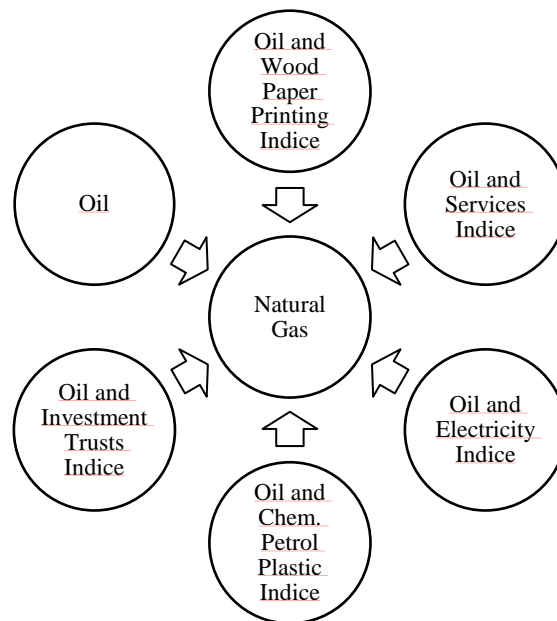 Oil and
Wood
Paper
Printing
Indice
Oil
Oil and
Services
Indice
Natural
Gas
Oil and
Investment
Trusts
Indice
Oil and
Electricity
Indice
Oil and
Chem.
Petrol
Plastic
Indice